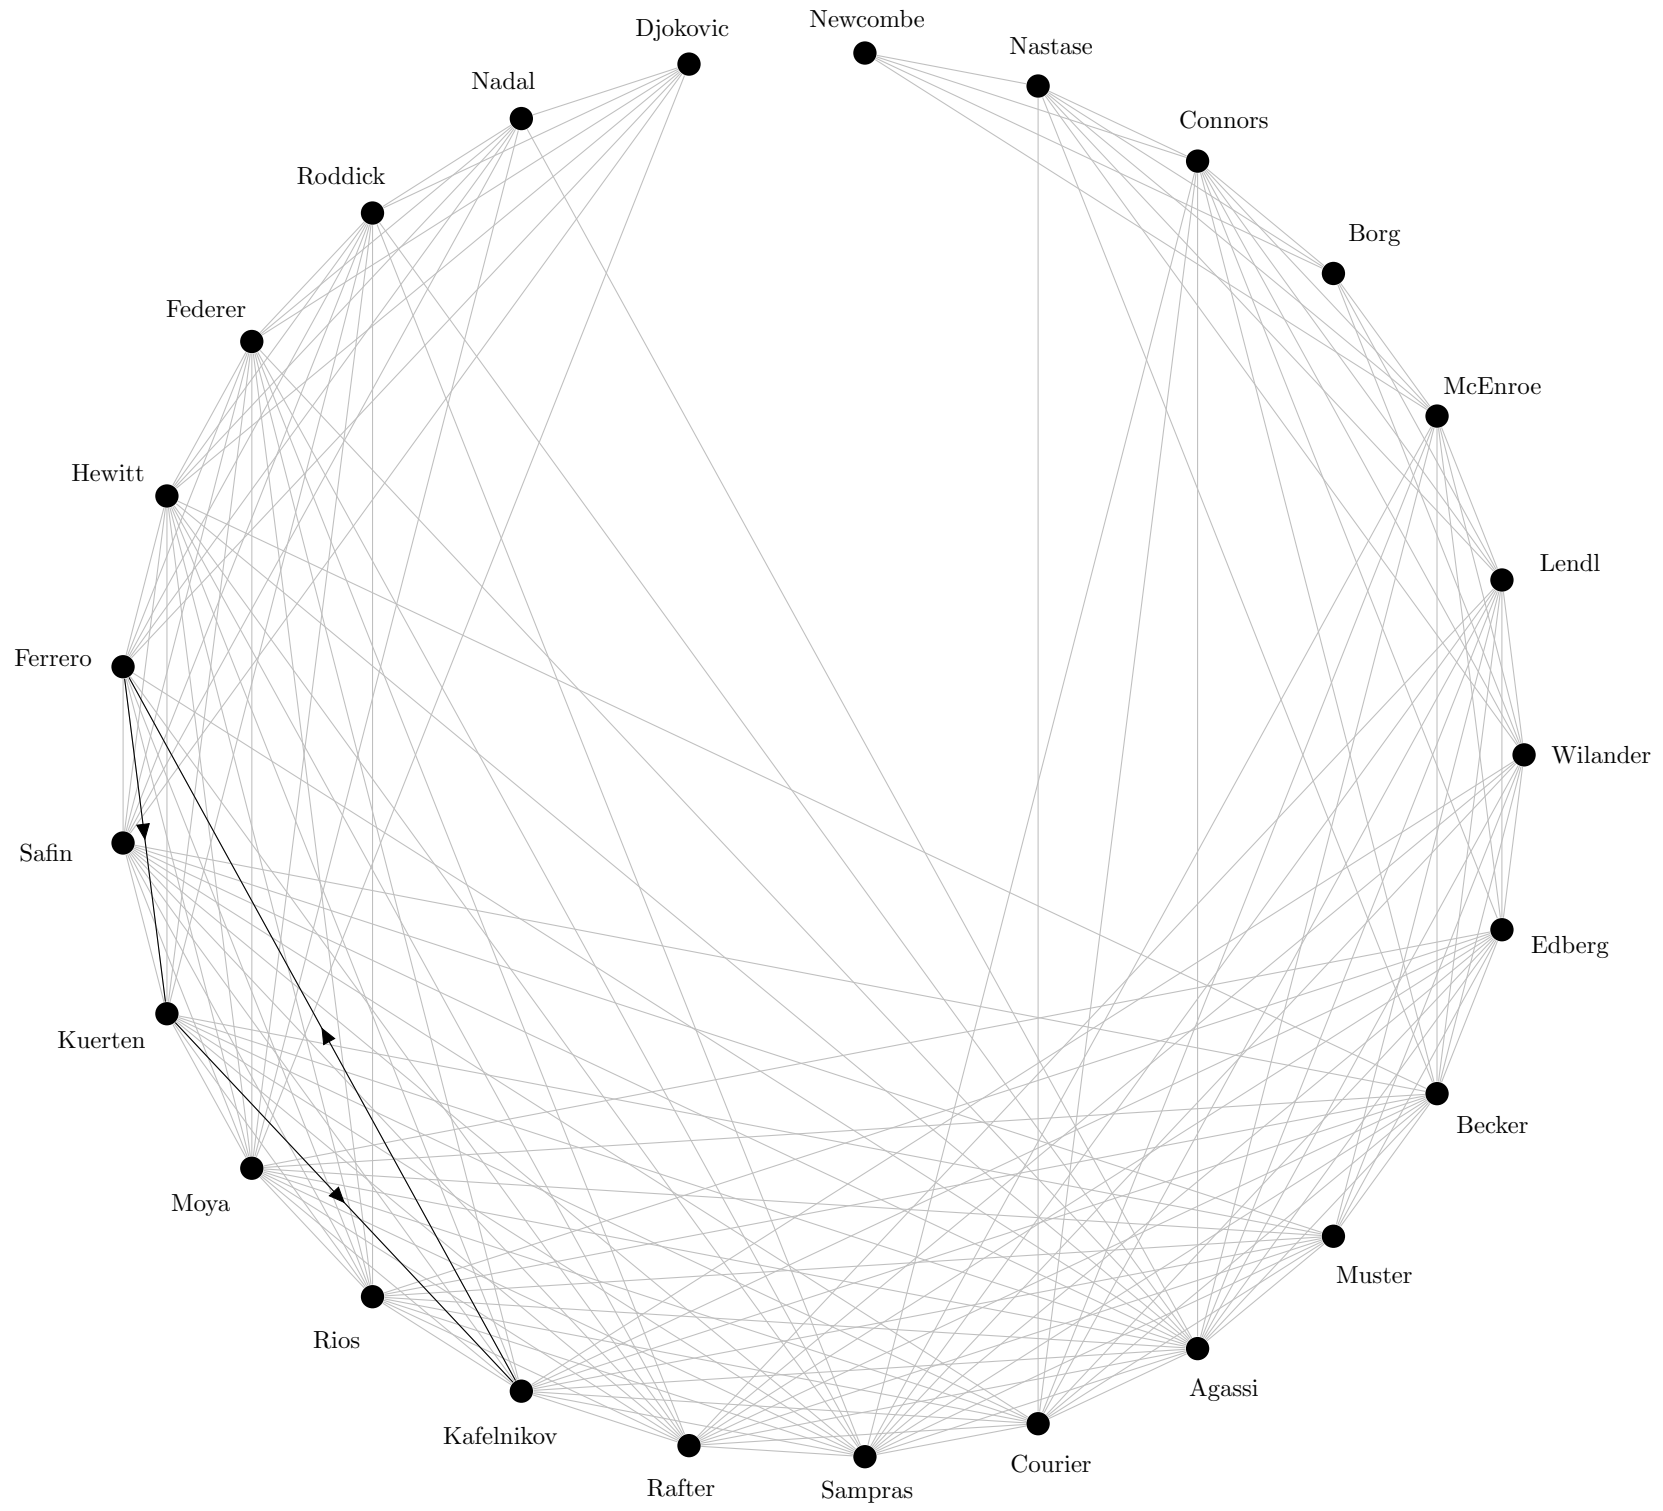 Newcombe
Djokovic
Nastase
Nadal
Connors
Roddick
Borg
Federer
McEnroe
Hewitt
Lendl
Ferrero
Wilander
Safin
Edberg
Kuerten
Becker
Moya
Muster
Rios
Agassi
Kafelnikov
Courier
Rafter
Sampras